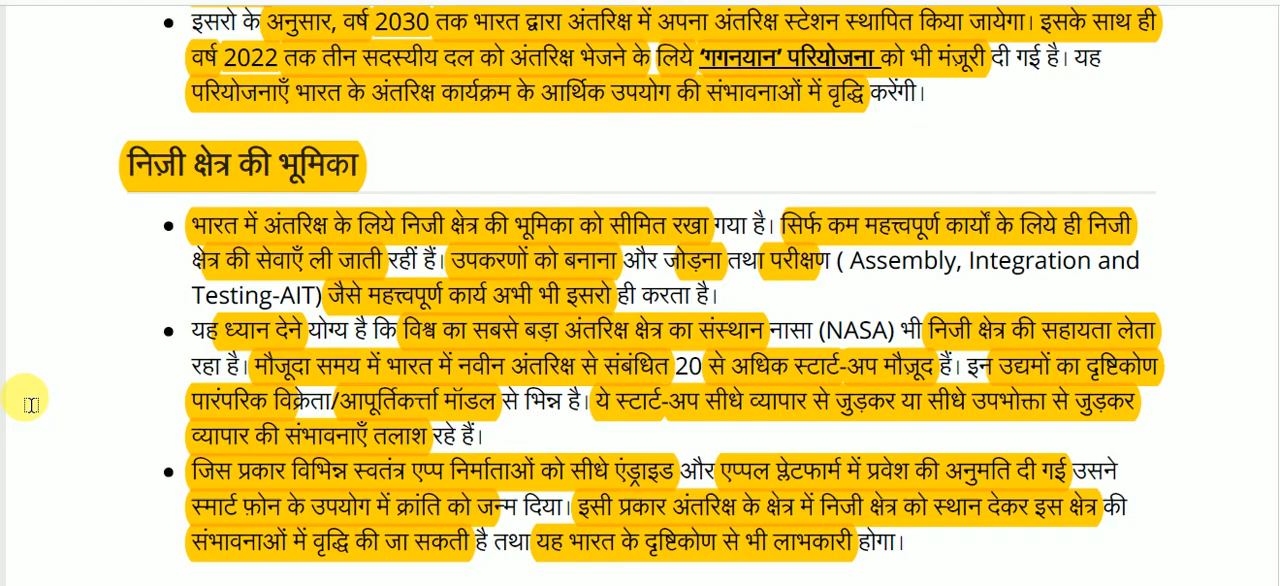 • इसरो के अनुसार, वर्ष 2030 तक भारत द्वारा अंतरिक्ष में अपना अंतरिक्ष स्टेशन स्थापित किया जायेगा। इसके साथ ही
वर्ष 2022 तक तीन सदस्यीय दल को अंतरिक्ष भेजने के लिये ‘गगनयान’ परियोजना को भी मंज़ूरी दी गई है। यह
परियोजनाएँ भारत के अंतरिक्ष कार्यक्रम के आर्थिक उपयोग की संभावनाओं में वृद्धि करेंगी।
निज़ी क्षेत्र की भूमिका
• भारत में अंतरिक्ष के लिये निजी क्षेत्र की भूमिका को सीमित रखा गया है। सिर्फ कम महत्त्वपूर्ण कार्यों के लिये ही निजी
क्षेत्र की सेवाएँ ली जाती रहीं हैं। उपकरणों को बनाना और जोड़ना तथा परीक्षण ( Assembly, Integration and
Testing-AIT) जैसे महत्त्वपूर्ण कार्य अभी भी इसरो ही करता है।
• यह ध्यान देने योग्य है कि विश्व का सबसे बड़ा अंतरिक्ष क्षेत्र का संस्थान नासा (NASA) भी निजी क्षेत्र की सहायता लेता
रहा है। मौजूदा समय में भारत में नवीन अंतरिक्ष से संबंधित 20 से अधिक स्टार्ट-अप मौज़ूद हैं। इन उद्यमों का दृष्टिकोण
पारंपरिक विक्रेता/आपूर्तिकर्त्ता मॉडल से भिन्न है। ये स्टार्ट-अप सीधे व्यापार से जुड़कर या सीधे उपभोक्ता से जुड़कर
व्यापार की संभावनाएँ तलाश रहे हैं।
• जिस प्रकार विभिन्न स्वतंत्र एप्प निर्माताओं को सीधे एंड्राइड और एप्पल प्लेटफार्म में प्रवेश की अनुमति दी गई उसने
स्मार्ट फ़ोन के उपयोग में क्रांति को जन्म दिया। इसी प्रकार अंतरिक्ष के क्षेत्र में निजी क्षेत्र को स्थान देकर इस क्षेत्र की
संभावनाओं में वृद्धि की जा सकती है तथा यह भारत के दृष्टिकोण से भी लाभकारी होगा।